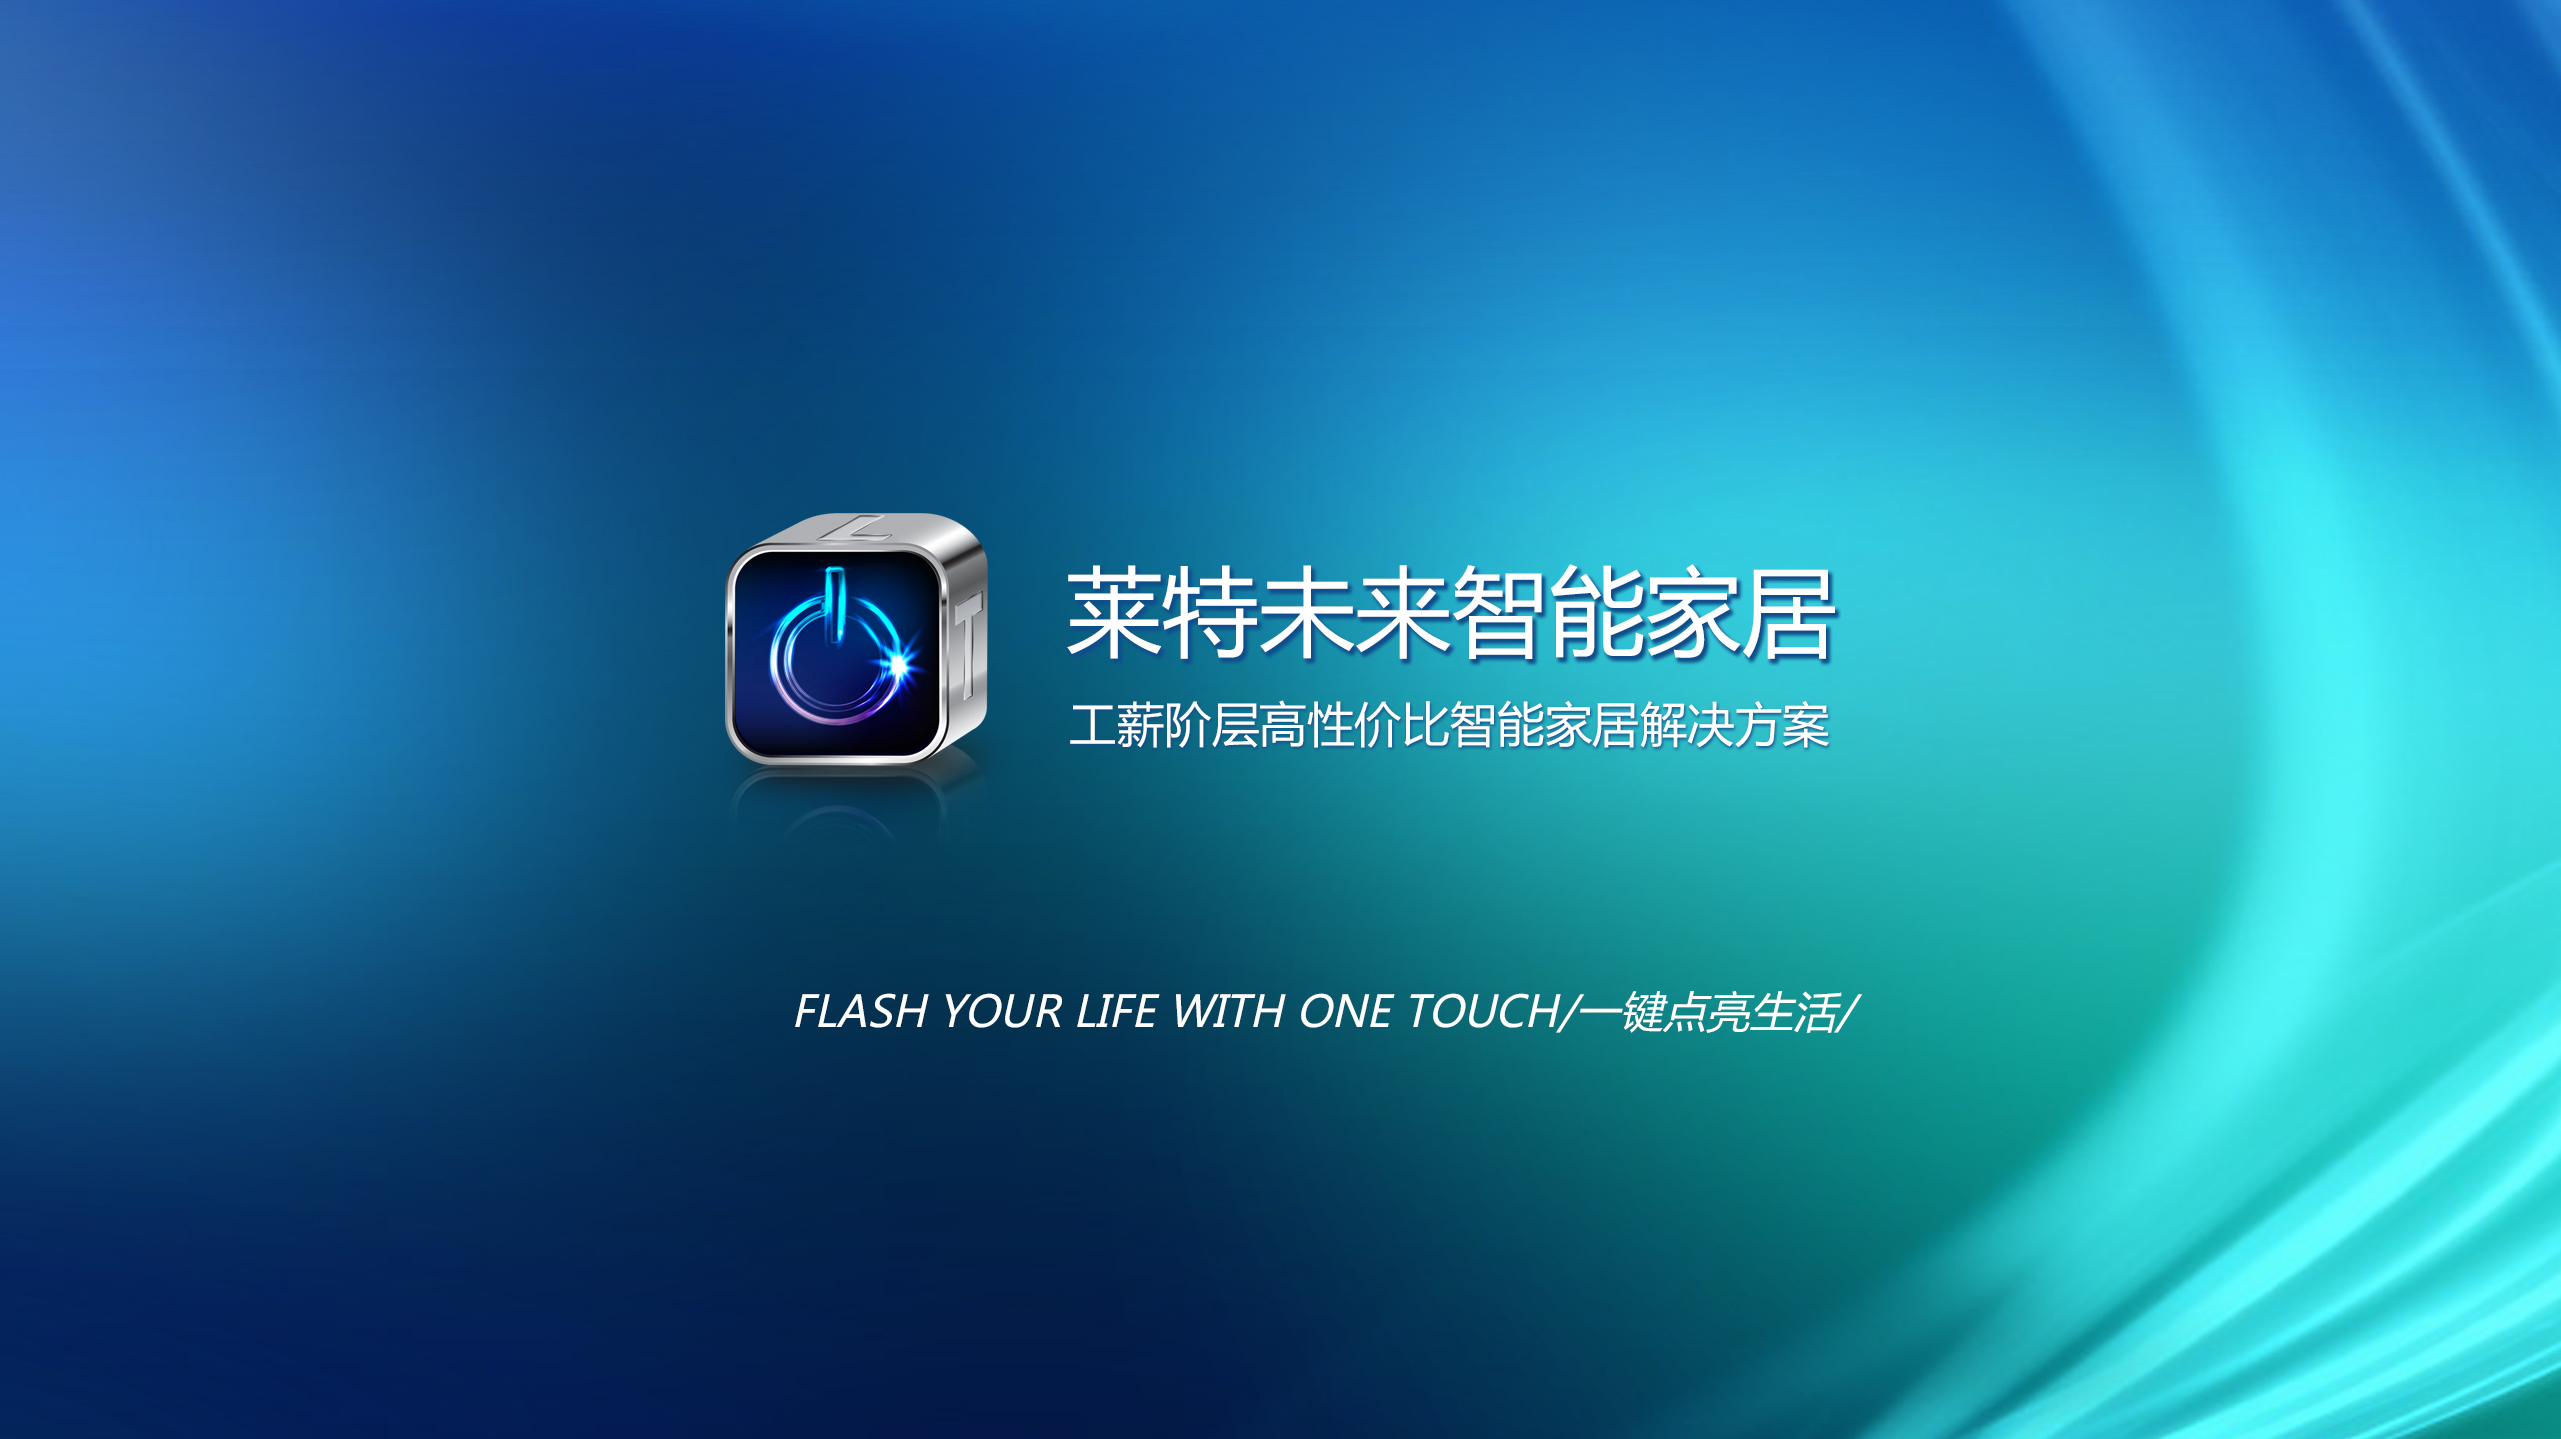 L
T
莱特未来智能家居
工薪阶层高性价比智能家居解决方案
FLASH YOUR LIFE WITH ONE TOUCH/一键点亮生活/